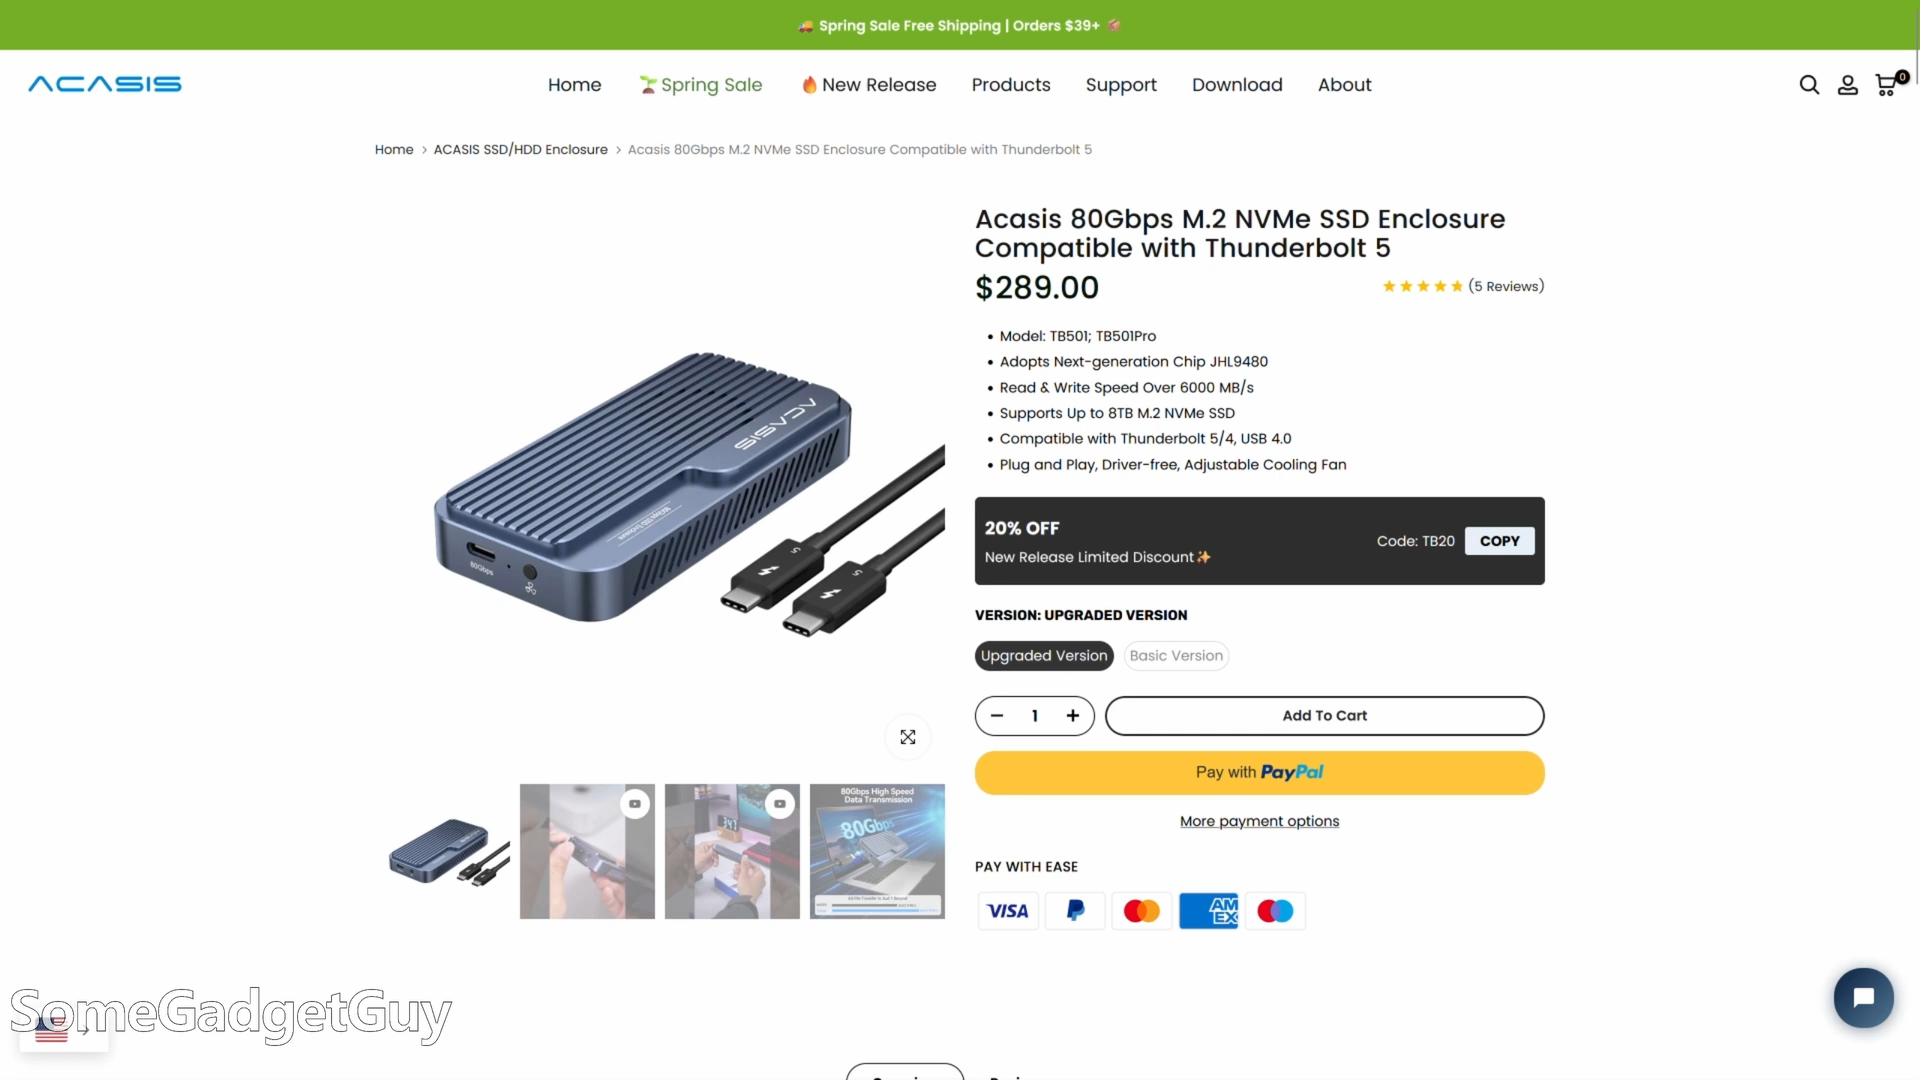 🚚 Spring Sale Free Shipping | Orders $39+ 📦
ACASIS
Home
🌱Spring Sale
🔥New Release
Products
Support
Download
About
0
Home > ACASIS SSD/HDD Enclosure > Acasis 80Gbps M.2 NVMe SSD Enclosure Compatible with Thunderbolt 5
Acasis 80Gbps M.2 NVMe SSD Enclosure
Compatible with Thunderbolt 5
$289.00
(5 Reviews)
• Model: TB501; TB501Pro
• Adopts Next-generation Chip JHL9480
• Read & Write Speed Over 6000 MB/s
• Supports Up to 8TB M.2 NVMe SSD
• Compatible with Thunderbolt 5/4, USB 4.0
• Plug and Play, Driver-free, Adjustable Cooling Fan
20% OFF
New Release Limited Discount✨
Code: TB20
COPY
VERSION: UPGRADED VERSION
Upgraded Version
Basic Version
− 1 +
Add To Cart
Pay with PayPal
More payment options
PAY WITH EASE
VISA
AM
EX
ACASIS
80Gbps
5
5
80Gbps High Speed
Data Transmission
80Gbps
SomeGadgetGuy